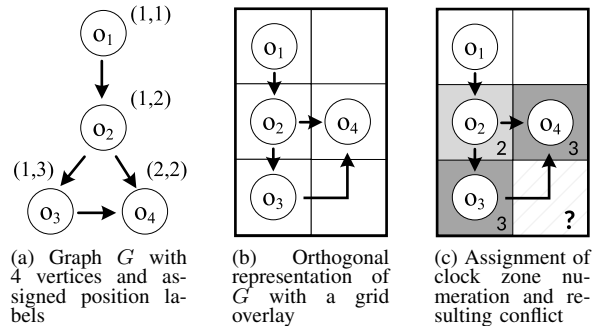 (1,1)
o1
(1,2)
o2
(1,3)
(2,2)
o3
o4
o1
o2
o4
o3
o1
o2
2
o4
3
o3
3
?
(a) Graph G with
4 vertices and as-
signed position la-
bels
(b) Orthogonal
representation of
G with a grid
overlay
(c) Assignment of
clock zone nu-
meration and re-
sulting conflict